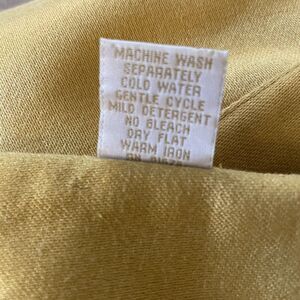 MACHINE WASH
SEPARATELY
COLD WATER
GENTLE CYCLE
MILD DETERGENT
NO BLEACH
DRY FLAT
WARM IRON